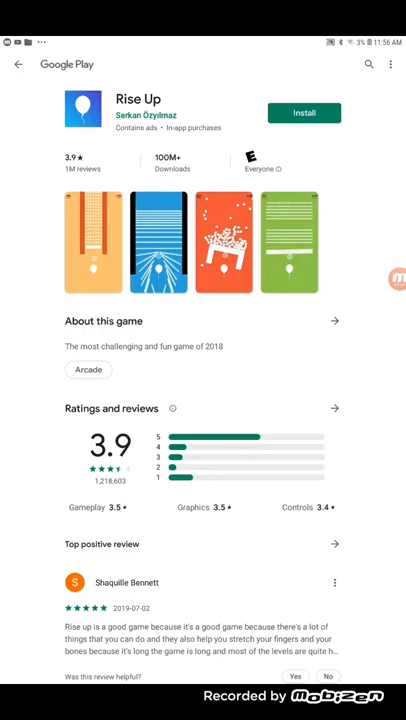 3% 11:56 AM
Google Play
Rise Up
Serkan Özyılmaz
Contains ads • In-app purchases
Install
3.9★
1M reviews
100M+
Downloads
E
Everyone
About this game
The most challenging and fun game of 2018
Arcade
Ratings and reviews
3.9
1,218,603
5
4
3
2
1
Gameplay 3.5★
Graphics 3.5★
Controls 3.4★
Top positive review
S
Shaquille Bennett
2019-07-02
Rise up is a good game because it's a good game because there's a lot of
things that you can do and they also help you stretch your fingers and your
bones because it's long the game is long and most of the levels are quite h...
Was this review helpful?
Yes
No
Recorded by MOBIZEN